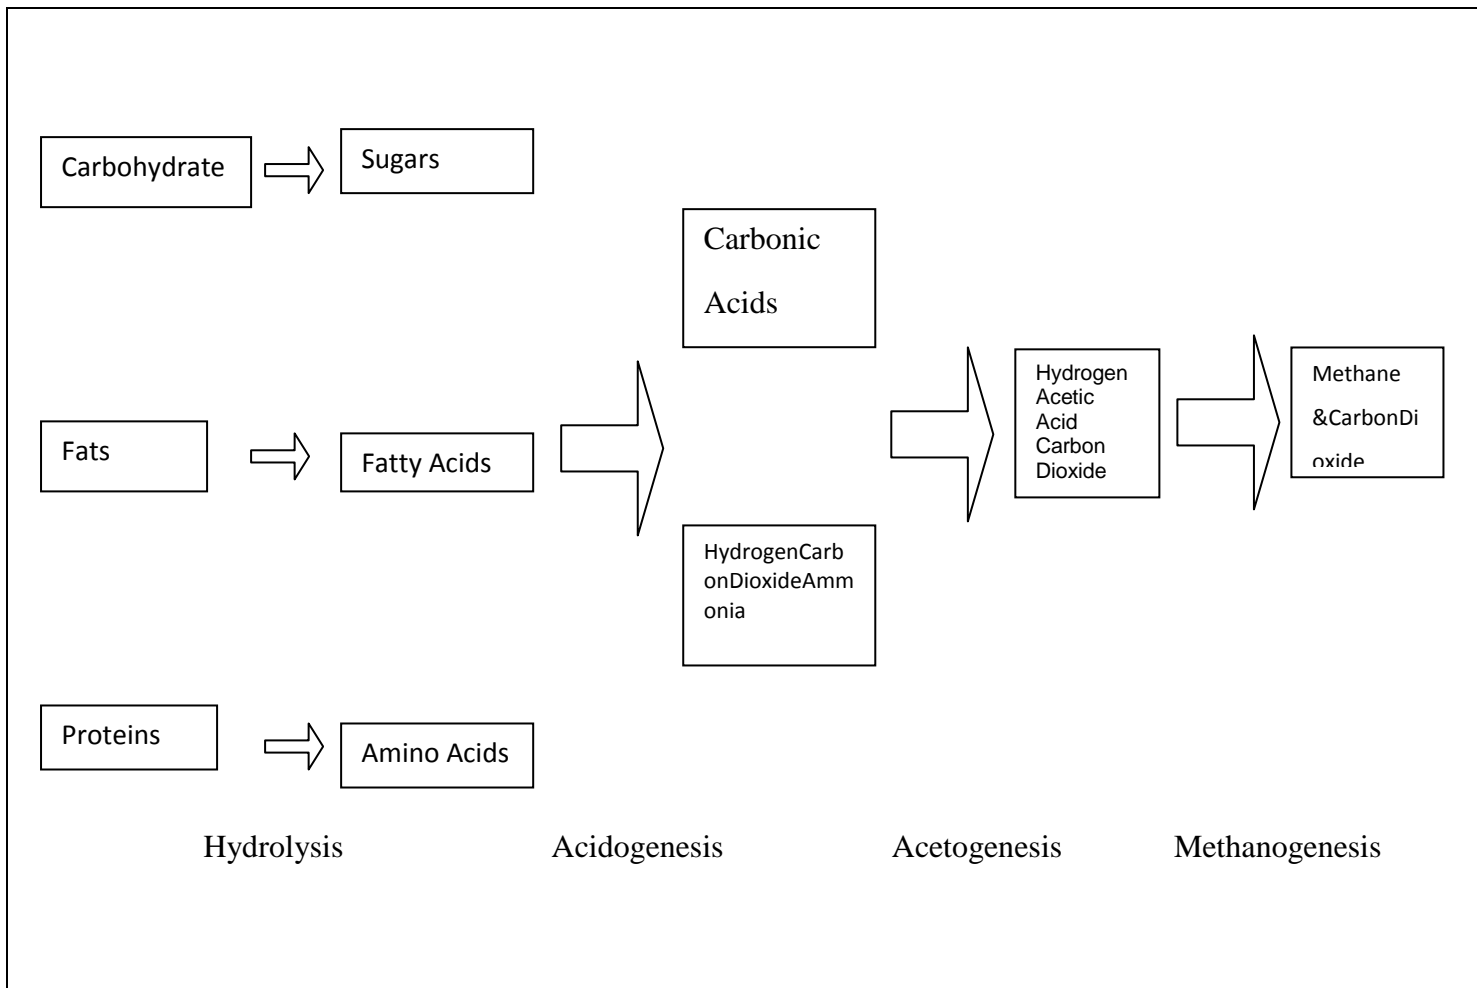 Carbohydrate
Sugars
Carbonic
Acids
Fats
Fatty Acids
Hydrogen
Acetic
Acid
Carbon
Dioxide
Methane
&CarbonDi
oxide
HydrogenCarb
onDioxideAmm
onia
Proteins
Amino Acids
Hydrolysis
Acidogenesis
Acetogenesis
Methanogenesis